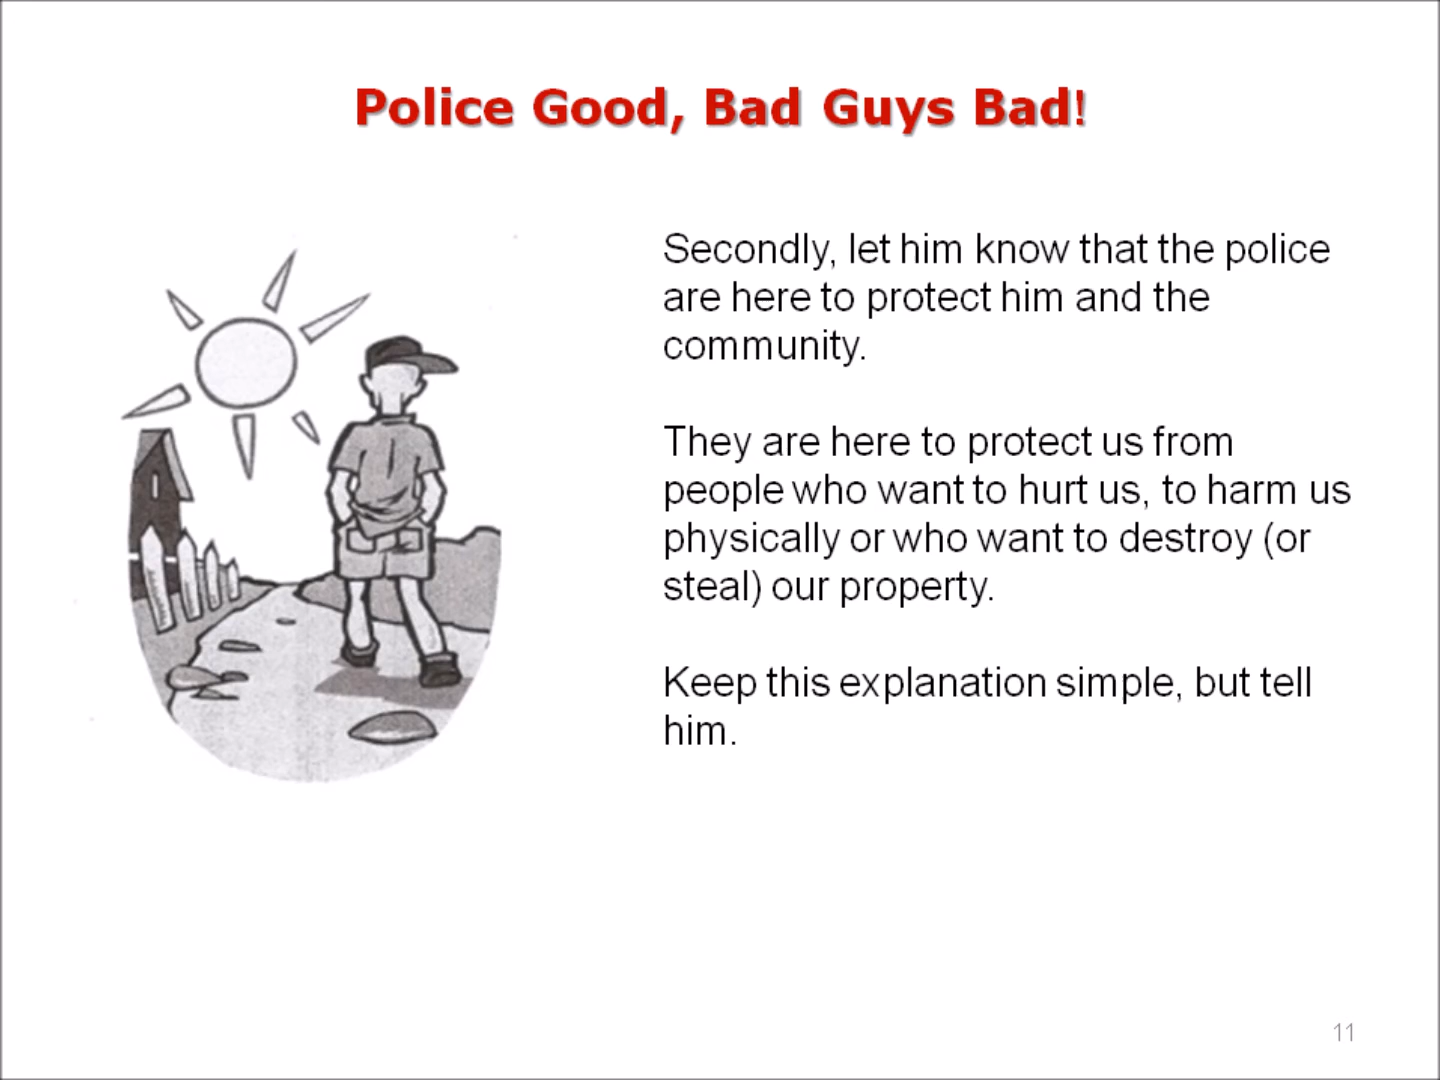 Police Good, Bad Guys Bad!
Secondly, let him know that the police
are here to protect him and the
community.
They are here to protect us from
people who want to hurt us, to harm us
physically or who want to destroy (or
steal) our property.
Keep this explanation simple, but tell
him.
11